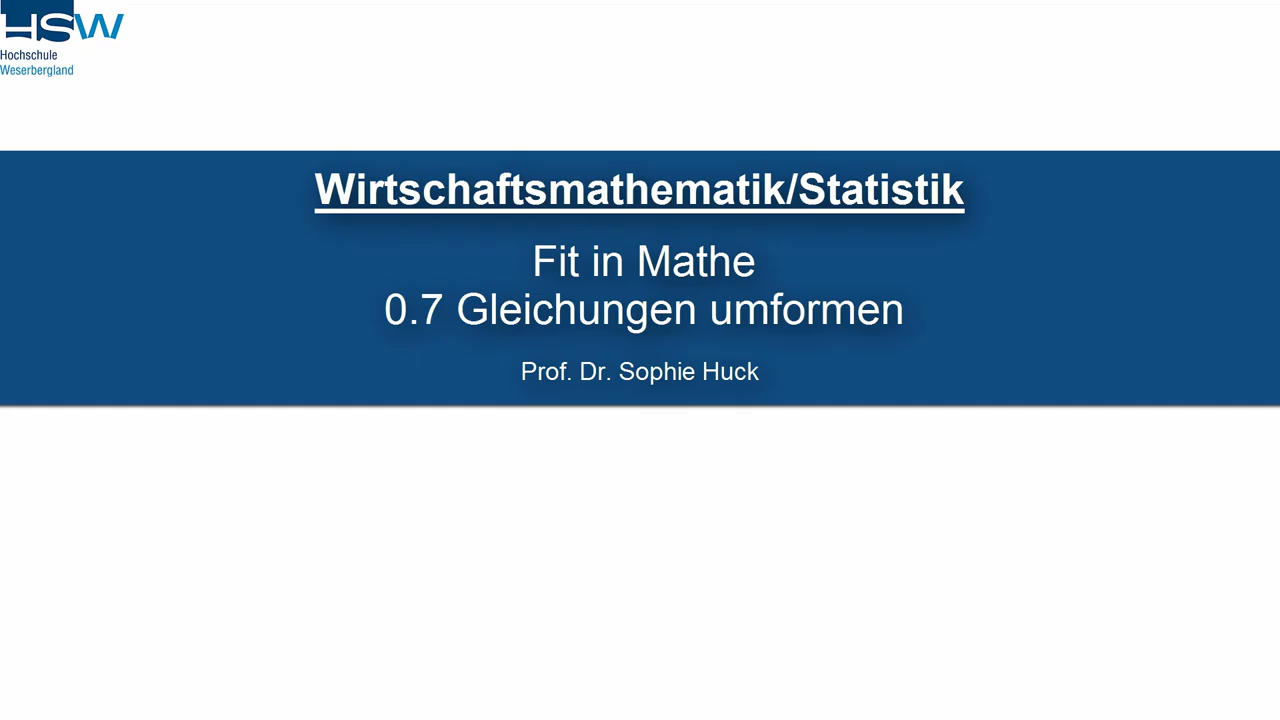 HSW
Hochschule
Weserbergland
Wirtschaftsmathematik/Statistik
Fit in Mathe
0.7 Gleichungen umformen
Prof. Dr. Sophie Huck